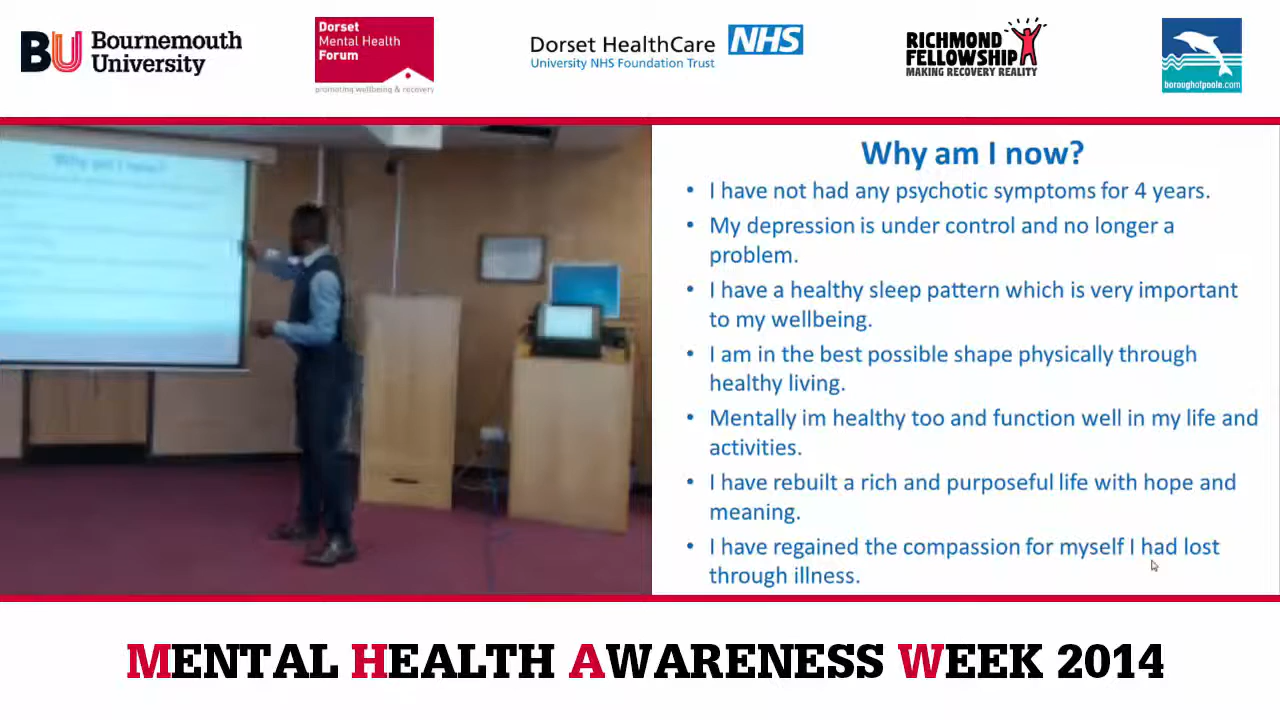 BU Bournemouth
University
Dorset
Mental Health
Forum
promoting wellbeing & recovery
Dorset HealthCare NHS
University NHS Foundation Trust
RICHMOND
FELLOWSHIP
MAKING RECOVERY REALITY
boroughofpoole.com
Why am I now?
Why am I now?
• I have not had any psychotic symptoms for 4 years.
• My depression is under control and no longer a
problem.
• I have a healthy sleep pattern which is very important
to my wellbeing.
• I am in the best possible shape physically through
healthy living.
• Mentally im healthy too and function well in my life and
activities.
• I have rebuilt a rich and purposeful life with hope and
meaning.
• I have regained the compassion for myself I had lost
through illness.
MENTAL HEALTH AWARENESS WEEK 2014